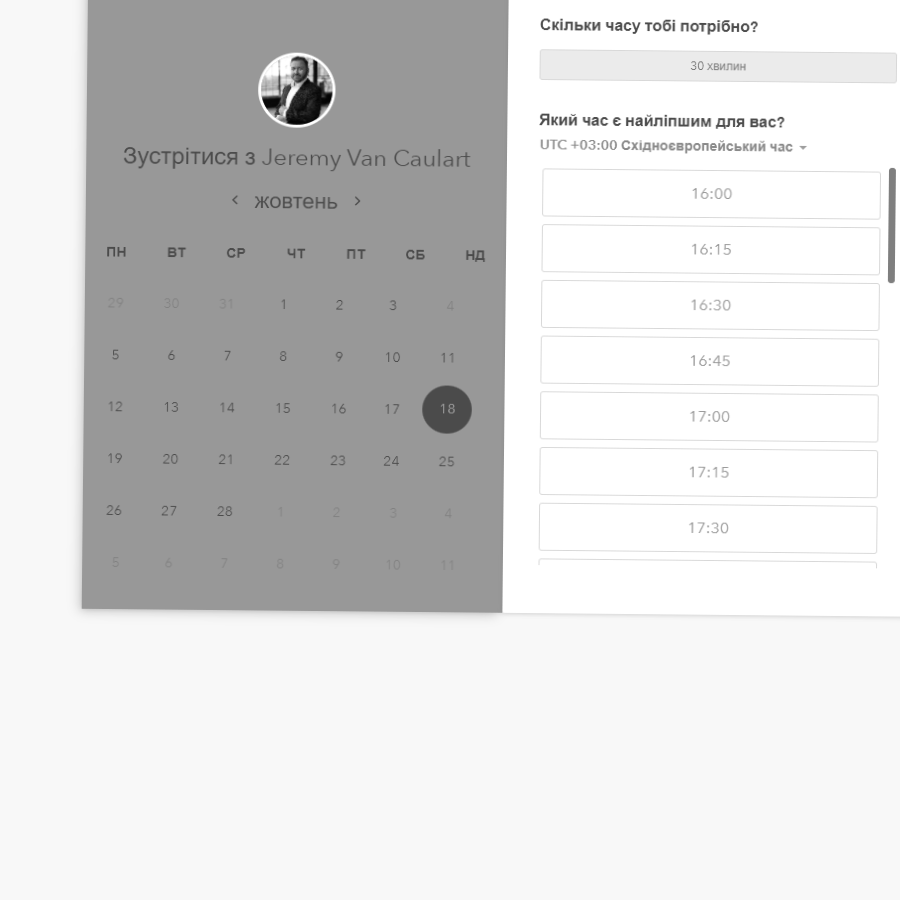 Зустрітися з Jeremy Van Caulart
жовтень
ПН ВТ СР ЧТ ПТ СБ НД
29 30 31 1 2 3 4
5 6 7 8 9 10 11
12 13 14 15 16 17 18
19 20 21 22 23 24 25
26 27 28 1 2 3 4
5 6 7 8 9 10 11
Скільки часу тобі потрібно?
30 хвилин
Який час є найліпшим для вас?
UTC +03:00 Східноєвропейський час
16:00
16:15
16:30
16:45
17:00
17:15
17:30